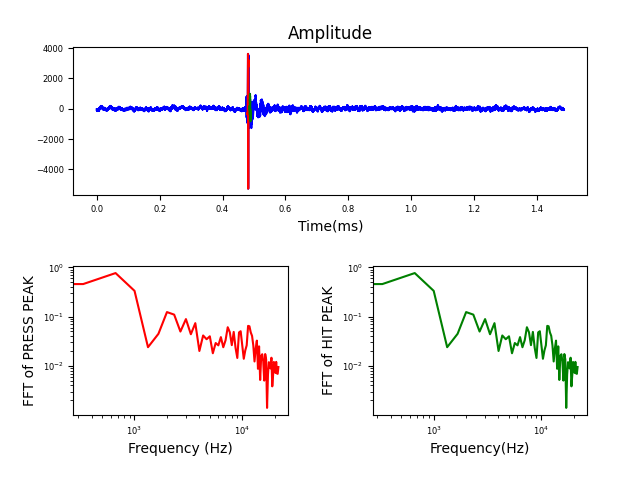 Amplitude
4000
2000
0
−2000
−4000
0.0 0.2 0.4 0.6 0.8 1.0 1.2 1.4
Time(ms)
FFT of PRESS PEAK
10⁰
10⁻¹
10⁻²
10³ 10⁴
Frequency (Hz)
FFT of HIT PEAK
10⁰
10⁻¹
10⁻²
10³ 10⁴
Frequency(Hz)